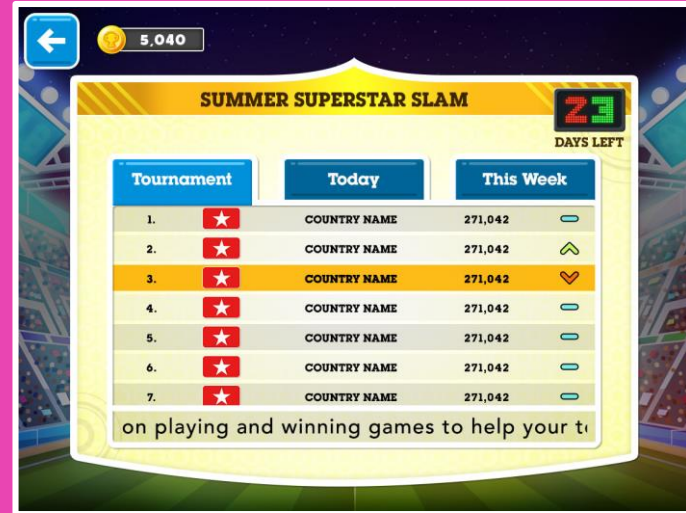 5,040
SUMMER SUPERSTAR SLAM
23
DAYS LEFT
Tournament Today This Week
1. COUNTRY NAME 271,042
2. COUNTRY NAME 271,042
3. COUNTRY NAME 271,042
4. COUNTRY NAME 271,042
5. COUNTRY NAME 271,042
6. COUNTRY NAME 271,042
7. COUNTRY NAME 271,042
on playing and winning games to help your